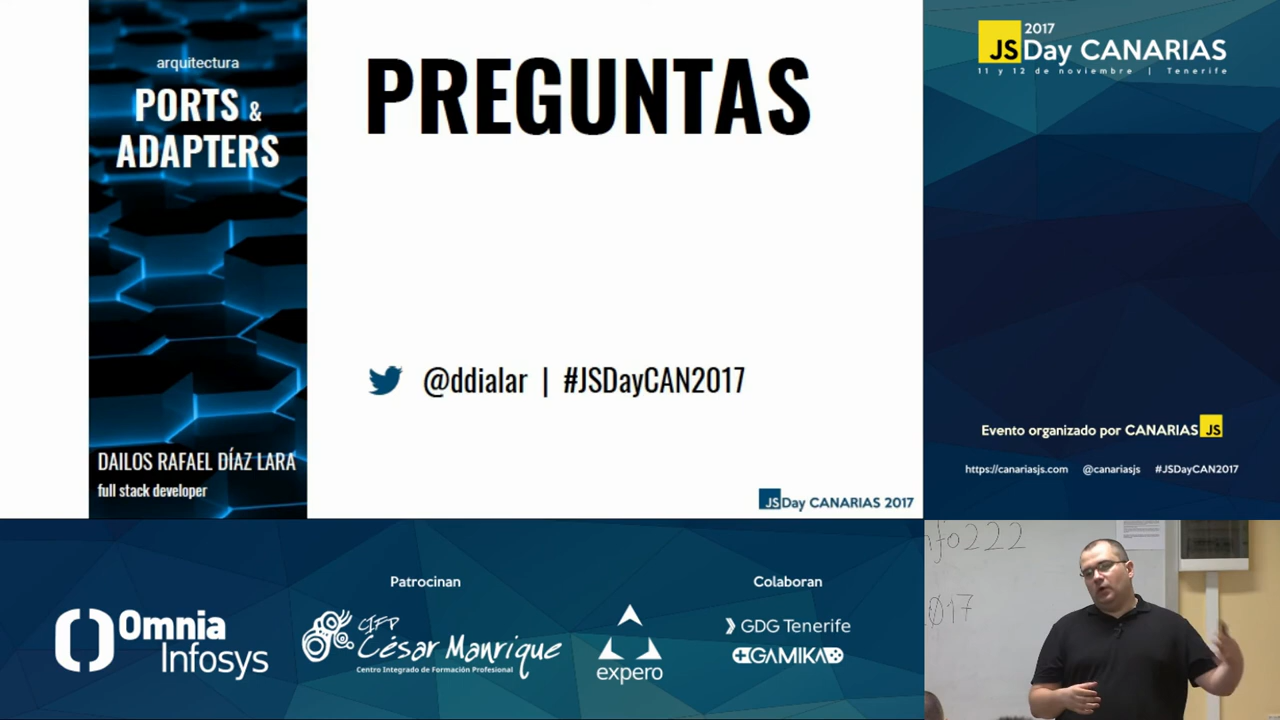 arquitectura
PORTS &
ADAPTERS
DAILOS RAFAEL DÍAZ LARA
full stack developer
PREGUNTAS
@ddialar | #JSDayCAN2017
JS Day CANARIAS 2017
2017
JS Day CANARIAS
11 y 12 de noviembre | Tenerife
Evento organizado por CANARIAS JS
https://canariasjs.com @canariasjs #JSDayCAN2017
Patrocinan
Colaboran
Omnia
Infosys
CIFP
César Manrique
Centro Integrado de Formación Profesional
expero
GDG Tenerife
GAMIKA
nfo222
2017